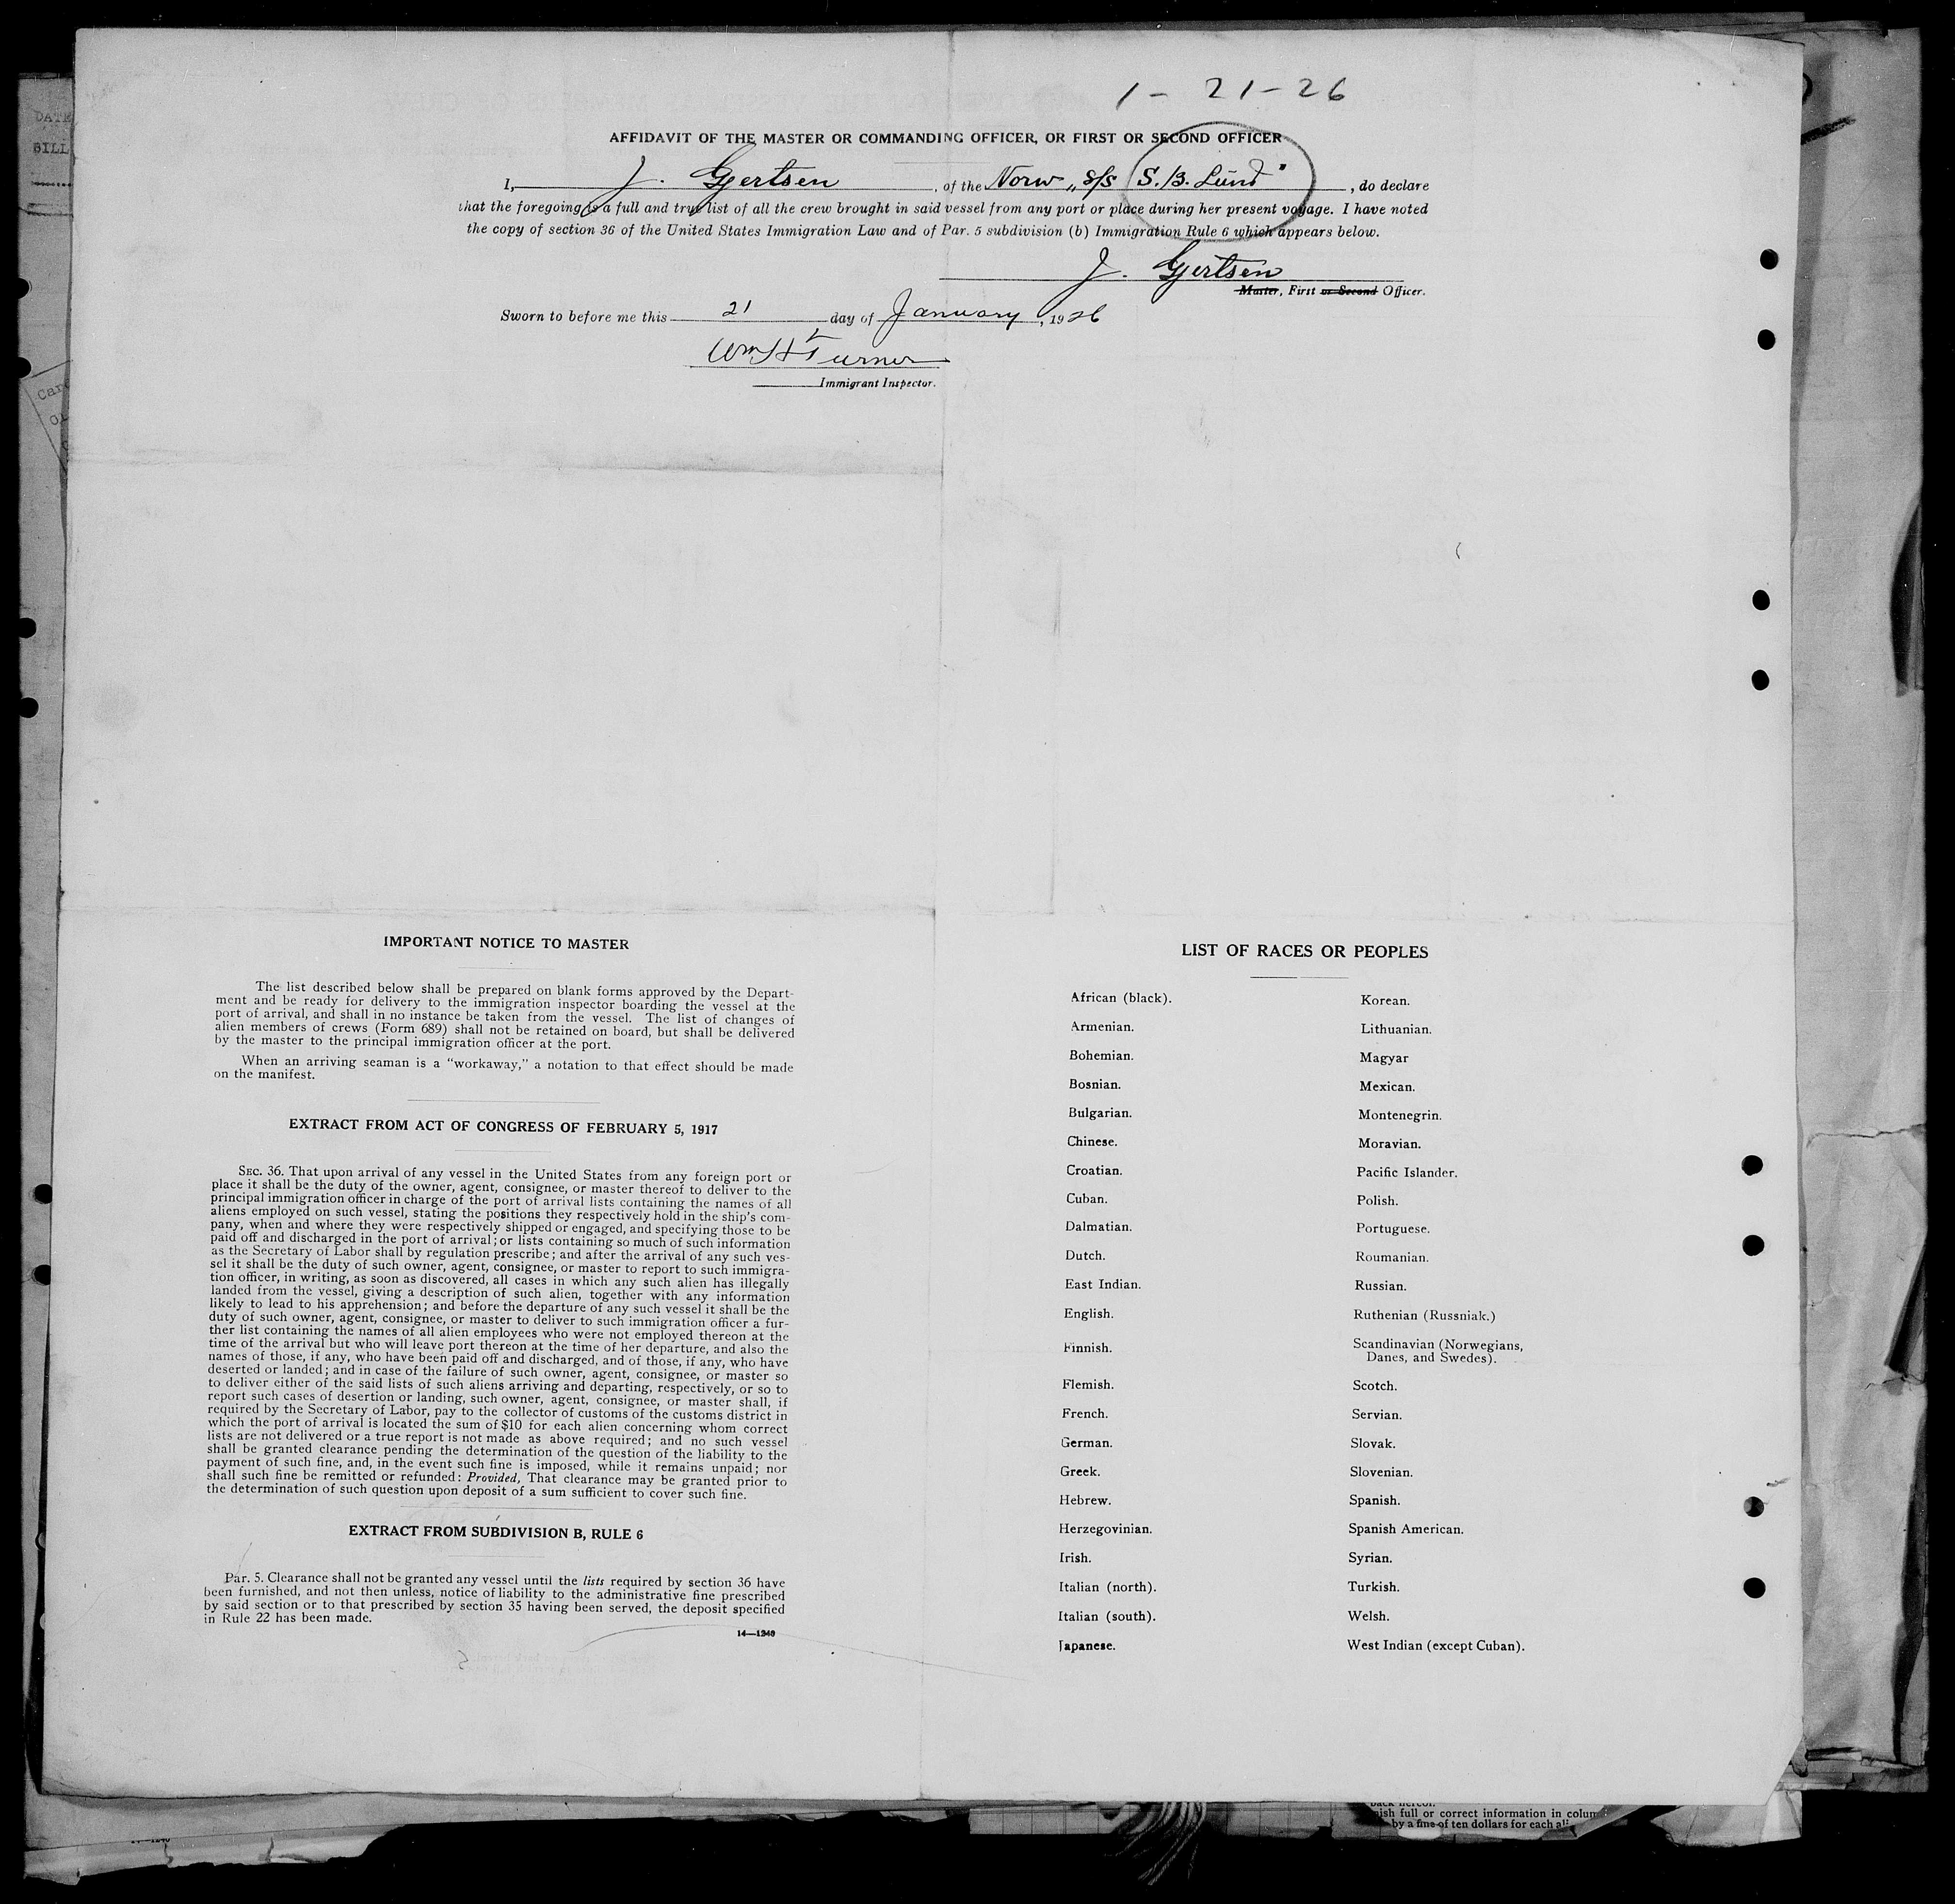 1 - 21 - 26
AFFIDAVIT OF THE MASTER OR COMMANDING OFFICER, OR FIRST OR SECOND OFFICER
I, J. Gjertsen, of the Norw „s/s S. B. Lund", do declare
that the foregoing is a full and true list of all the crew brought in said vessel from any port or place during her present voyage. I have noted
the copy of section 36 of the United States Immigration Law and of Par. 5 subdivision (b) Immigration Rule 6 which appears below.
J. Gjertsen
Master, First or Second Officer.
Sworn to before me this 21 day of January, 1926
Wm H Turner
Immigrant Inspector.
IMPORTANT NOTICE TO MASTER
The list described below shall be prepared on blank forms approved by the Depart-
ment and be ready for delivery to the immigration inspector boarding the vessel at the
port of arrival, and shall in no instance be taken from the vessel. The list of changes of
alien members of crews (Form 689) shall not be retained on board, but shall be delivered
by the master to the principal immigration officer at the port.
When an arriving seaman is a "workaway," a notation to that effect should be made
on the manifest.
EXTRACT FROM ACT OF CONGRESS OF FEBRUARY 5, 1917
SEC. 36. That upon arrival of any vessel in the United States from any foreign port or
place it shall be the duty of the owner, agent, consignee, or master thereof to deliver to the
principal immigration officer in charge of the port of arrival lists containing the names of all
aliens employed on such vessel, stating the positions they respectively hold in the ship's com-
pany, when and where they were respectively shipped or engaged, and specifying those to be
paid off and discharged in the port of arrival; or lists containing so much of such information
as the Secretary of Labor shall by regulation prescribe; and after the arrival of any such ves-
sel it shall be the duty of such owner, agent, consignee, or master to report to such immigra-
tion officer, in writing, as soon as discovered, all cases in which any such alien has illegally
landed from the vessel, giving a description of such alien, together with any information
likely to lead to his apprehension; and before the departure of any such vessel it shall be the
duty of such owner, agent, consignee, or master to deliver to such immigration officer a fur-
ther list containing the names of all alien employees who were not employed thereon at the
time of the arrival but who will leave port thereon at the time of her departure, and also the
names of those, if any, who have been paid off and discharged, and of those, if any, who have
deserted or landed; and in case of the failure of such owner, agent, consignee, or master so
to deliver either of the said lists of such aliens arriving and departing, respectively, or so to
report such cases of desertion or landing, such owner, agent, consignee, or master shall, if
required by the Secretary of Labor, pay to the collector of customs of the customs district in
which the port of arrival is located the sum of $10 for each alien concerning whom correct
lists are not delivered or a true report is not made as above required; and no such vessel
shall be granted clearance pending the determination of the question of the liability to the
payment of such fine, and, in the event such fine is imposed, while it remains unpaid; nor
shall such fine be remitted or refunded: Provided, That clearance may be granted prior to
the determination of such question upon deposit of a sum sufficient to cover such fine.
EXTRACT FROM SUBDIVISION B, RULE 6
Par. 5. Clearance shall not be granted any vessel until the lists required by section 36 have
been furnished, and not then unless, notice of liability to the administrative fine prescribed
by said section or to that prescribed by section 35 having been served, the deposit specified
in Rule 22 has been made.
14—1240
LIST OF RACES OR PEOPLES
African (black).
Armenian.
Bohemian.
Bosnian.
Bulgarian.
Chinese.
Croatian.
Cuban.
Dalmatian.
Dutch.
East Indian.
English.
Finnish.
Flemish.
French.
German.
Greek.
Hebrew.
Herzegovinian.
Irish.
Italian (north).
Italian (south).
Japanese.
Korean.
Lithuanian.
Magyar
Mexican.
Montenegrin.
Moravian.
Pacific Islander.
Polish.
Portuguese.
Roumanian.
Russian.
Ruthenian (Russniak.)
Scandinavian (Norwegians,
Danes, and Swedes).
Scotch.
Servian.
Slovak.
Slovenian.
Spanish.
Spanish American.
Syrian.
Turkish.
Welsh.
West Indian (except Cuban).
DATE
BILL
back hereof.
ish full or correct information in colum
by a fine of ten dollars for each al